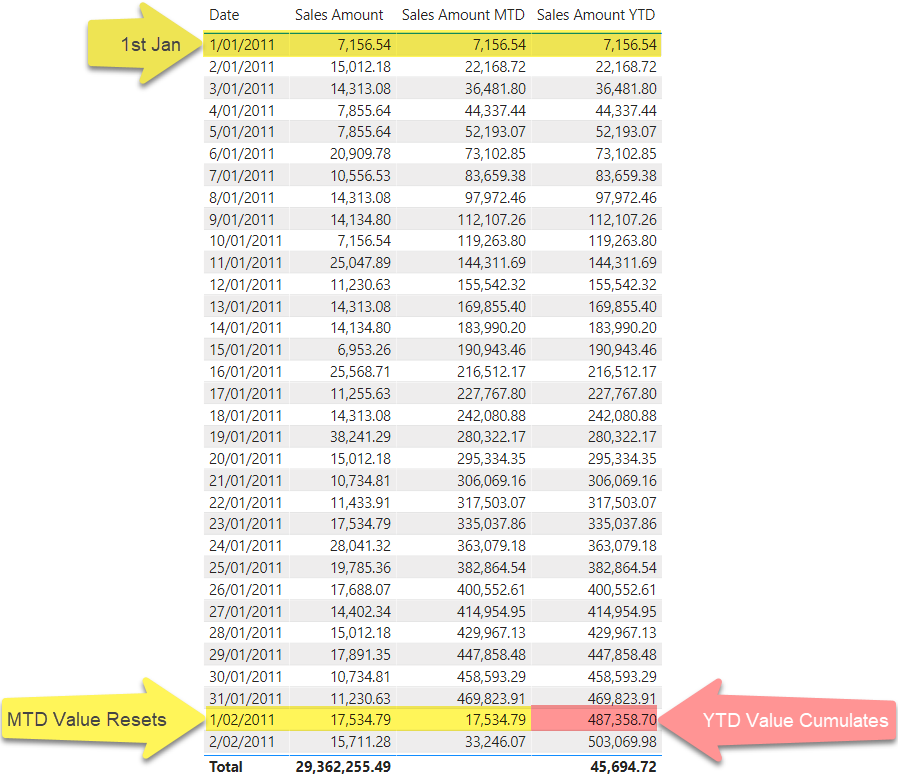 Date Sales Amount Sales Amount MTD Sales Amount YTD
1st Jan 1/01/2011 7,156.54 7,156.54 7,156.54
2/01/2011 15,012.18 22,168.72 22,168.72
3/01/2011 14,313.08 36,481.80 36,481.80
4/01/2011 7,855.64 44,337.44 44,337.44
5/01/2011 7,855.64 52,193.07 52,193.07
6/01/2011 20,909.78 73,102.85 73,102.85
7/01/2011 10,556.53 83,659.38 83,659.38
8/01/2011 14,313.08 97,972.46 97,972.46
9/01/2011 14,134.80 112,107.26 112,107.26
10/01/2011 7,156.54 119,263.80 119,263.80
11/01/2011 25,047.89 144,311.69 144,311.69
12/01/2011 11,230.63 155,542.32 155,542.32
13/01/2011 14,313.08 169,855.40 169,855.40
14/01/2011 14,134.80 183,990.20 183,990.20
15/01/2011 6,953.26 190,943.46 190,943.46
16/01/2011 25,568.71 216,512.17 216,512.17
17/01/2011 11,255.63 227,767.80 227,767.80
18/01/2011 14,313.08 242,080.88 242,080.88
19/01/2011 38,241.29 280,322.17 280,322.17
20/01/2011 15,012.18 295,334.35 295,334.35
21/01/2011 10,734.81 306,069.16 306,069.16
22/01/2011 11,433.91 317,503.07 317,503.07
23/01/2011 17,534.79 335,037.86 335,037.86
24/01/2011 28,041.32 363,079.18 363,079.18
25/01/2011 19,785.36 382,864.54 382,864.54
26/01/2011 17,688.07 400,552.61 400,552.61
27/01/2011 14,402.34 414,954.95 414,954.95
28/01/2011 15,012.18 429,967.13 429,967.13
29/01/2011 17,891.35 447,858.48 447,858.48
30/01/2011 10,734.81 458,593.29 458,593.29
31/01/2011 11,230.63 469,823.91 469,823.91
MTD Value Resets 1/02/2011 17,534.79 17,534.79 487,358.70 YTD Value Cumulates
2/02/2011 15,711.28 33,246.07 503,069.98
Total 29,362,255.49 45,694.72